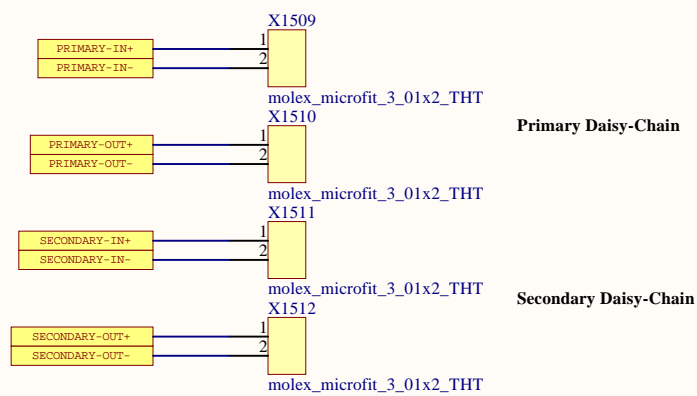 X1509
PRIMARY-IN+ 1
PRIMARY-IN- 2
molex_microfit_3_01x2_THT
X1510
Primary Daisy-Chain
PRIMARY-OUT+ 1
PRIMARY-OUT- 2
molex_microfit_3_01x2_THT
X1511
SECONDARY-IN+ 1
SECONDARY-IN- 2
molex_microfit_3_01x2_THT
Secondary Daisy-Chain
X1512
SECONDARY-OUT+ 1
SECONDARY-OUT- 2
molex_microfit_3_01x2_THT